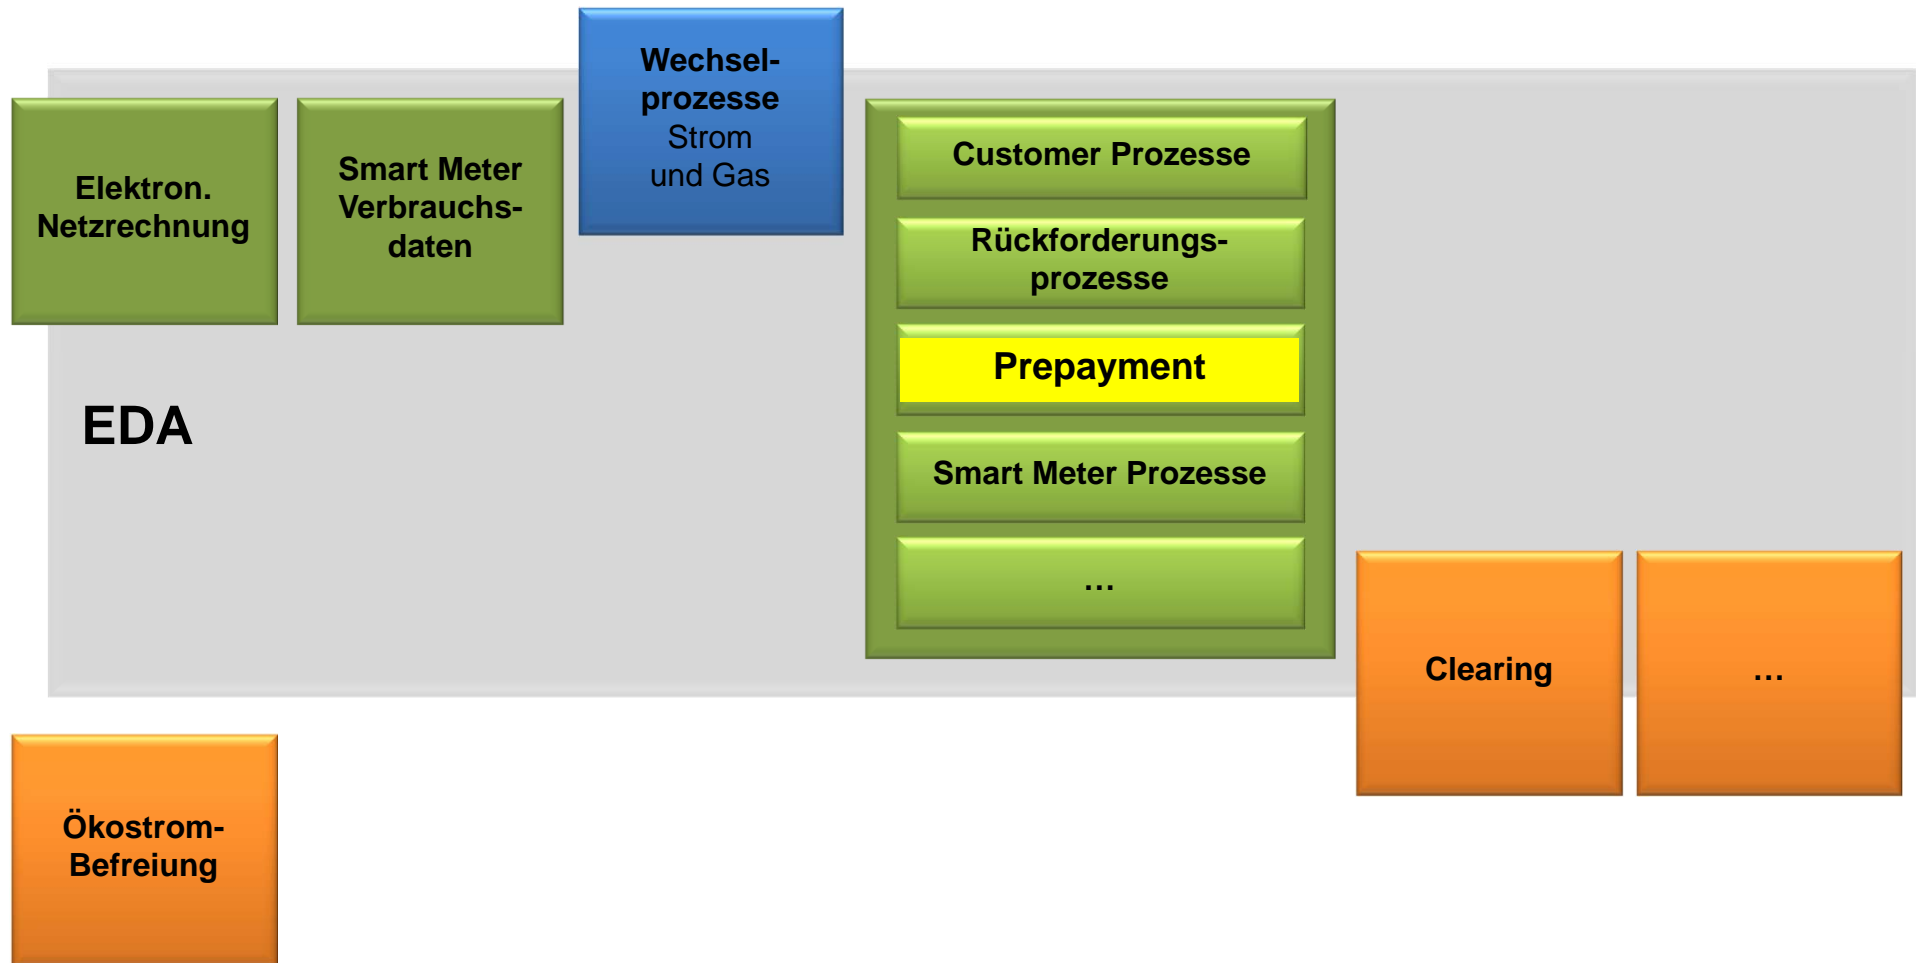 Wechsel-
prozesse
Strom
und Gas
Elektron.
Netzrechnung
Smart Meter
Verbrauchs-
daten
Customer Prozesse
Rückforderungs-
prozesse
Prepayment
EDA
Smart Meter Prozesse
…
Clearing
…
Ökostrom-
Befreiung